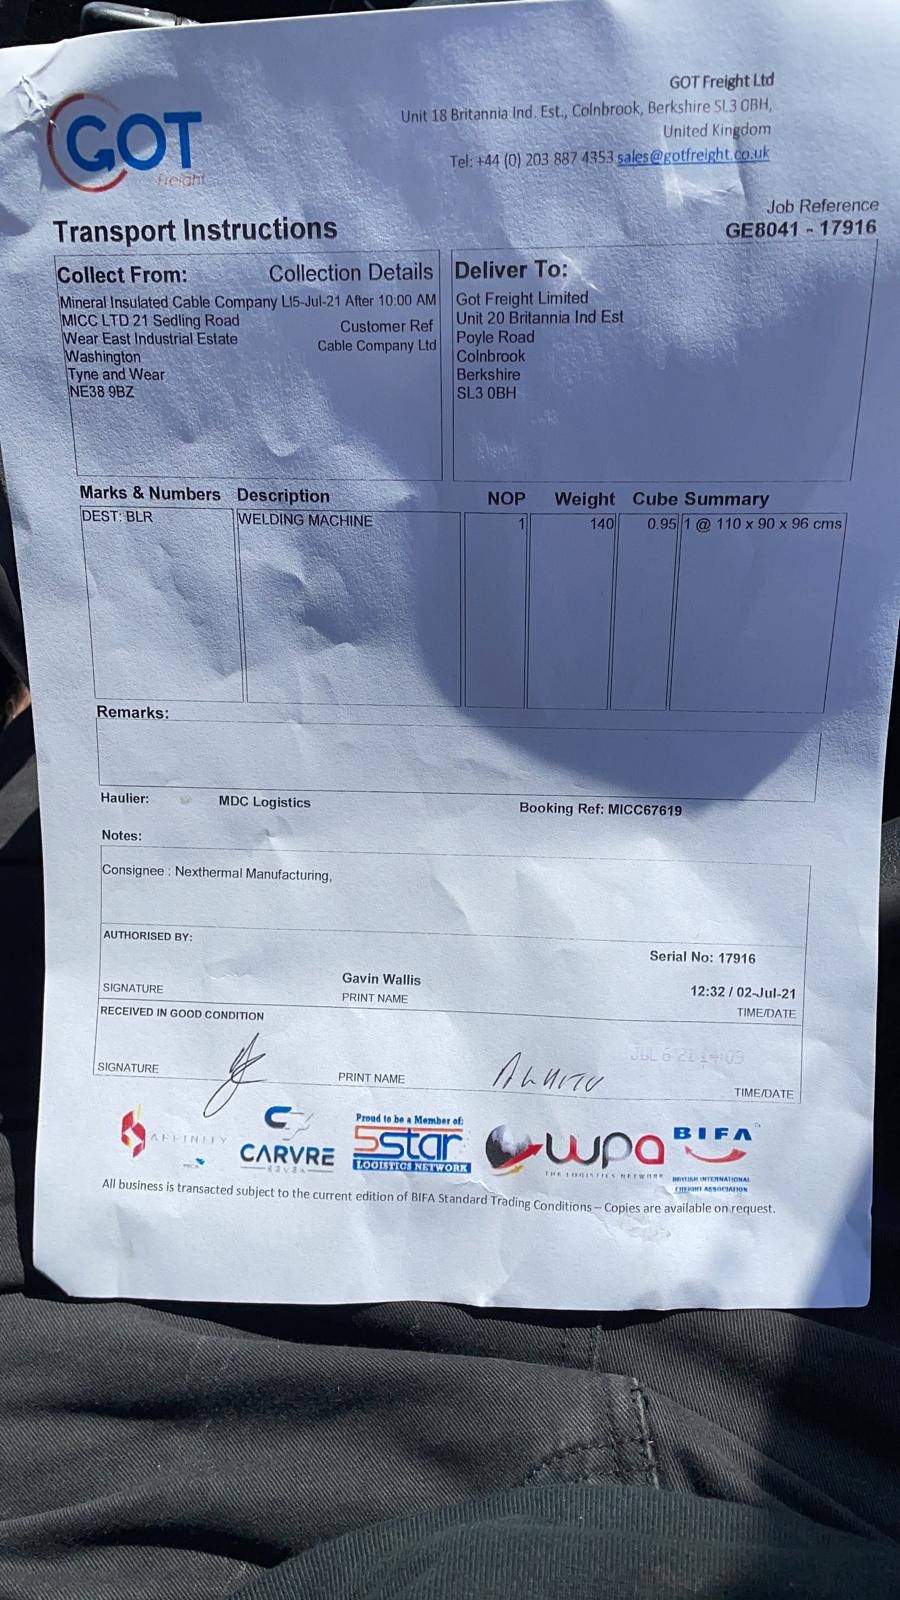 GOT
freight
GOT Freight Ltd
Unit 18 Britannia Ind. Est., Colnbrook, Berkshire SL3 0BH,
United Kingdom
Tel: +44 (0) 203 887 4353 sales@gotfreight.co.uk
Job Reference
GE8041 - 17916
Transport Instructions
Collect From: Collection Details
Mineral Insulated Cable Company L 5-Jul-21 After 10:00 AM
MICC LTD 21 Sedling Road
Wear East Industrial Estate
Washington
Tyne and Wear
NE38 9BZ
Customer Ref
Cable Company Ltd
Deliver To:
Got Freight Limited
Unit 20 Britannia Ind Est
Poyle Road
Colnbrook
Berkshire
SL3 0BH
Marks & Numbers Description NOP Weight Cube Summary
DEST: BLR WELDING MACHINE 1 140 0.95 1 @ 110 x 90 x 96 cms
Remarks:
Haulier: MDC Logistics Booking Ref: MICC67619
Notes:
Consignee : Nexthermal Manufacturing,
AUTHORISED BY:
Serial No: 17916
Gavin Wallis
12:32 / 02-Jul-21
SIGNATURE PRINT NAME TIME/DATE
RECEIVED IN GOOD CONDITION
JUL 6 21 14:09
SIGNATURE PRINT NAME TIME/DATE
AFFINITY
CARVRE
Proud to be a Member of:
5star
LOGISTICS NETWORK
wpa
THE LOGISTICS NETWORK
BIFA
BRITISH INTERNATIONAL
FREIGHT ASSOCIATION
All business is transacted subject to the current edition of BIFA Standard Trading Conditions – Copies are available on request.